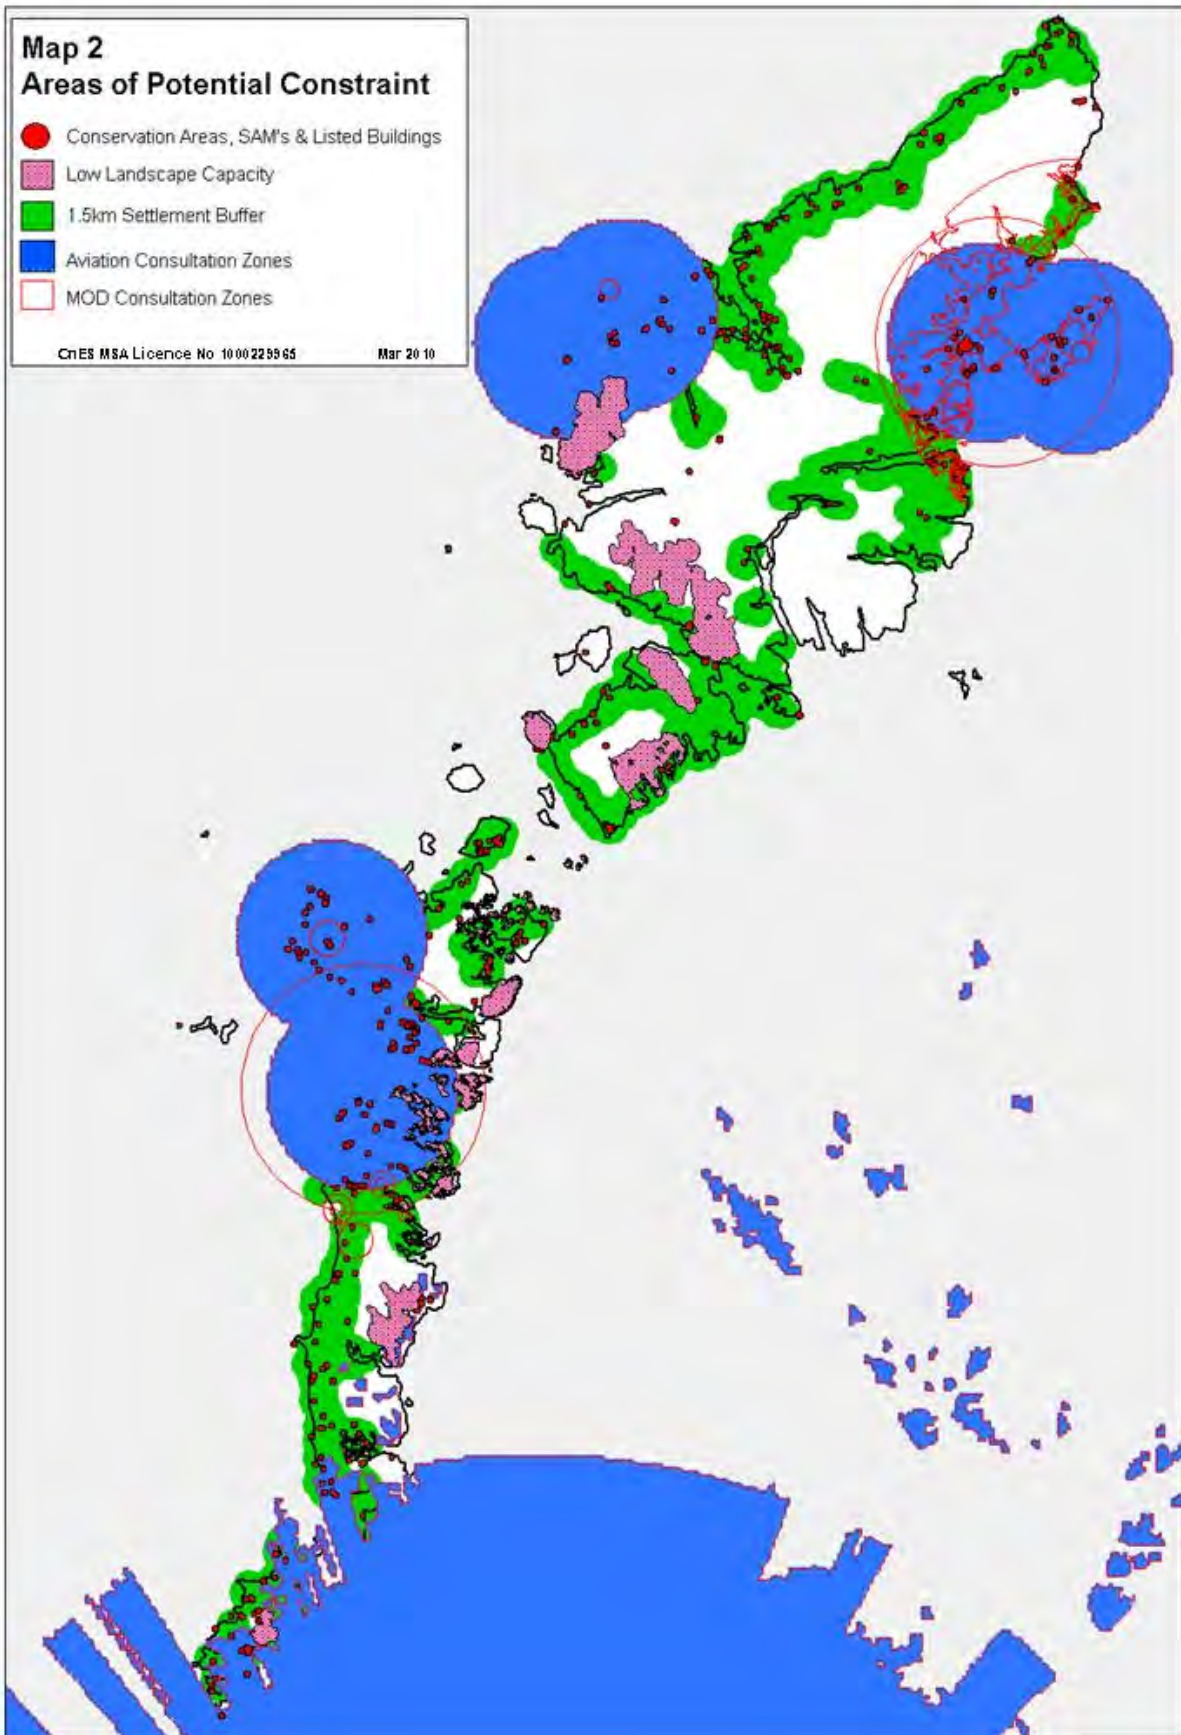 Map 2
Areas of Potential Constraint
Conservation Areas, SAM's & Listed Buildings
Low Landscape Capacity
1.5km Settlement Buffer
Aviation Consultation Zones
MOD Consultation Zones
CnES MSA Licence No 1000229965 Mar 2010